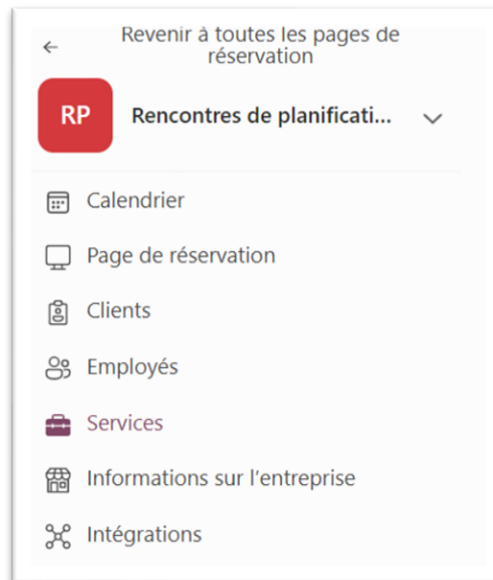 Revenir à toutes les pages de
réservation
RP
Rencontres de planificati...
Calendrier
Page de réservation
Clients
Employés
Services
Informations sur l'entreprise
Intégrations